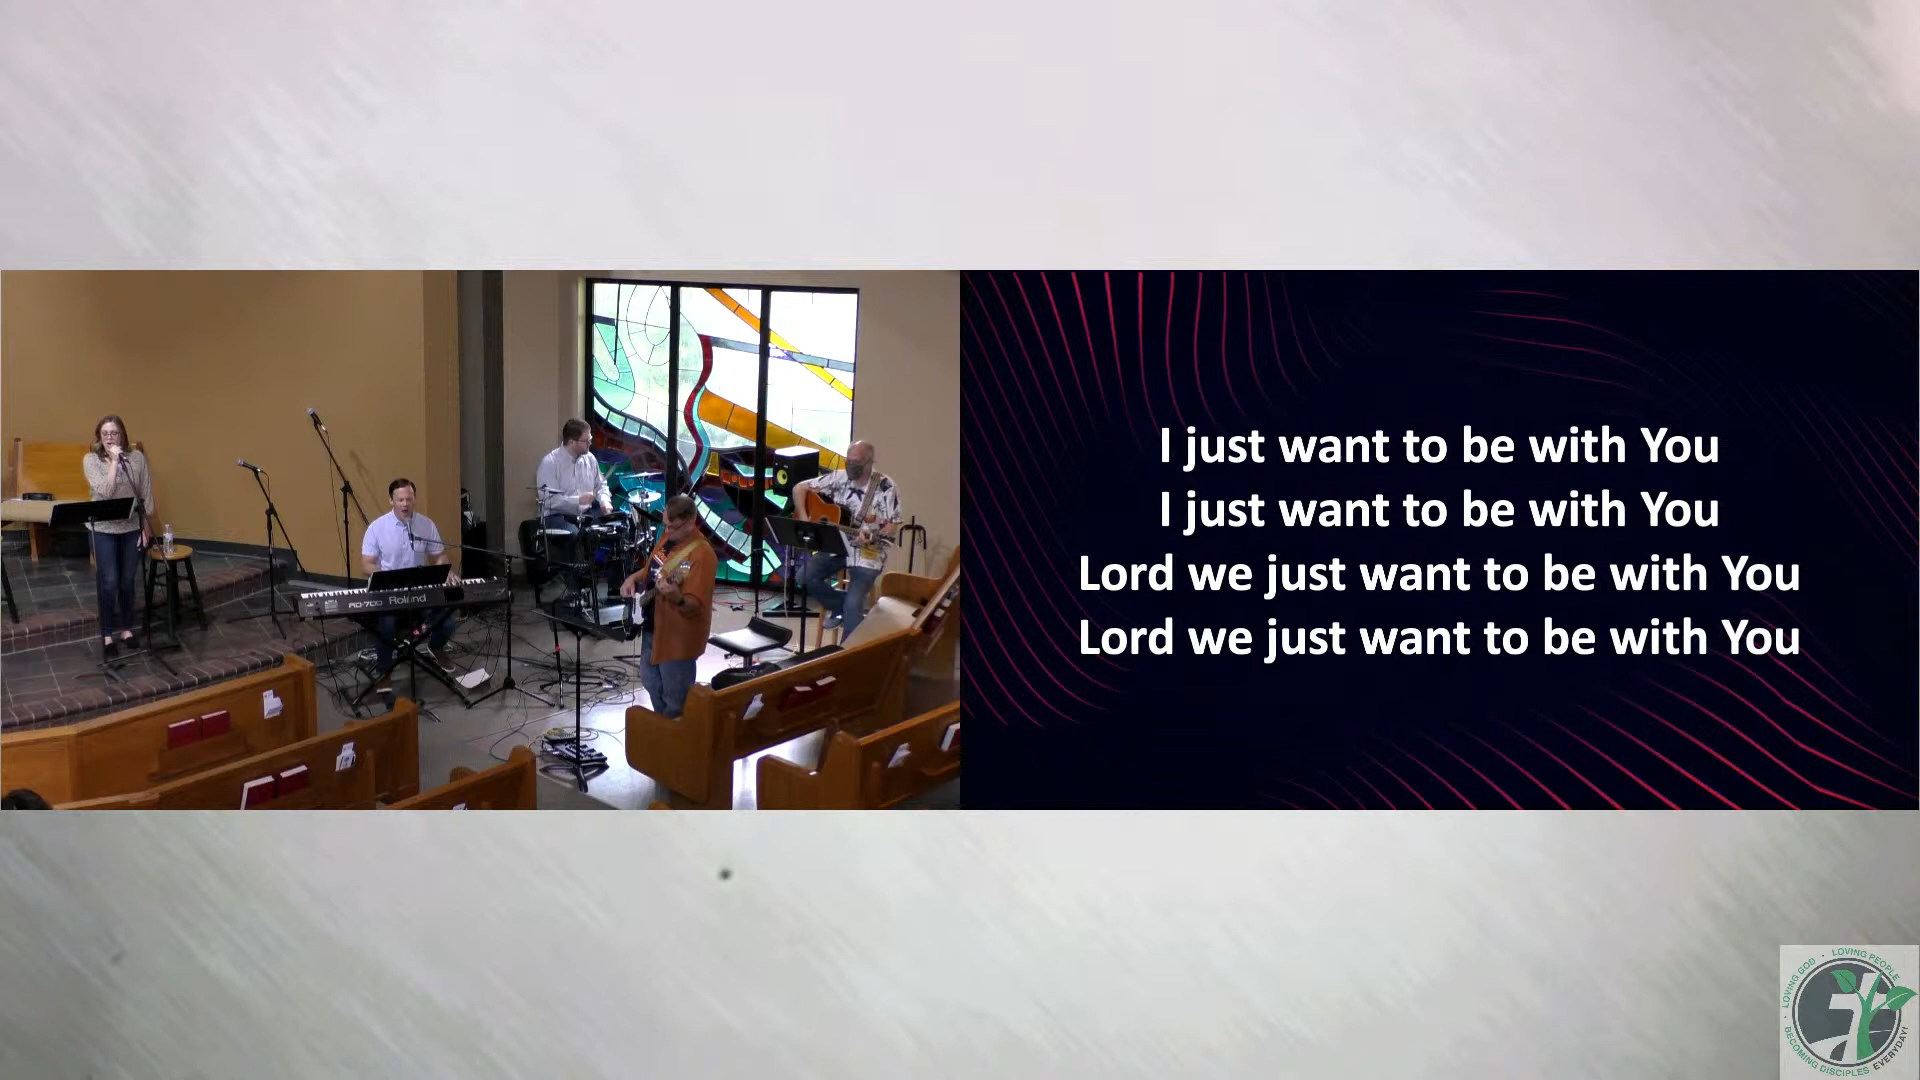 I just want to be with You
I just want to be with You
Lord we just want to be with You
Lord we just want to be with You
RD-700 Roland
LOVING GOD · LOVING PEOPLE
· BECOMING DISCIPLES EVERYDAY!